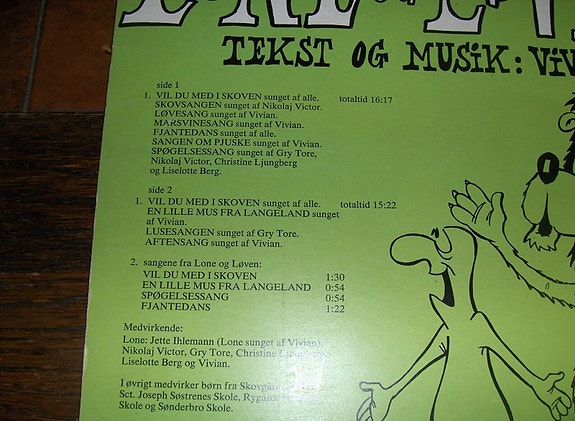 TEKST OG MUSIK: VIV
side 1
1. VIL DU MED I SKOVEN sunget af alle. totaltid 16:17
SKOVSANGEN sunget af Nikolaj Victor.
LØVESANG sunget af Vivian.
MARSVINESANG sunget af Vivian.
FJANTEDANS sunget af alle.
SANGEN OM PJUSKE sunget af Vivian.
SPØGELSESSANG sunget af Gry Tore,
Nikolaj Victor, Christine Ljungberg
og Liselotte Berg.
side 2
1. VIL DU MED I SKOVEN sunget af alle. totaltid 15:22
EN LILLE MUS FRA LANGELAND sunget
af Vivian.
LUSESANGEN sunget af Gry Tore.
AFTENSANG sunget af Vivian.
2. sangene fra Lone og Løven:
VIL DU MED I SKOVEN 1:30
EN LILLE MUS FRA LANGELAND 0:54
SPØGELSESSANG 0:54
FJANTEDANS 1:22
Medvirkende:
Lone: Jette Ihlemann (Lone sunget af Vivian),
Nikolaj Victor, Gry Tore, Christine Ljungberg,
Liselotte Berg og Vivian.
I øvrigt medvirker børn fra
Sct. Joseph Søstrenes Skole,
Skole og Sønderbro Skole.